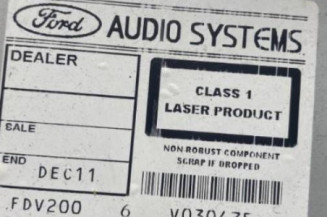 Ford AUDIO SYSTEMS
DEALER
CLASS 1
LASER PRODUCT
SALE
NON ROBUST COMPONENT
SCRAP IF DROPPED
END
DEC11
FDV200 6